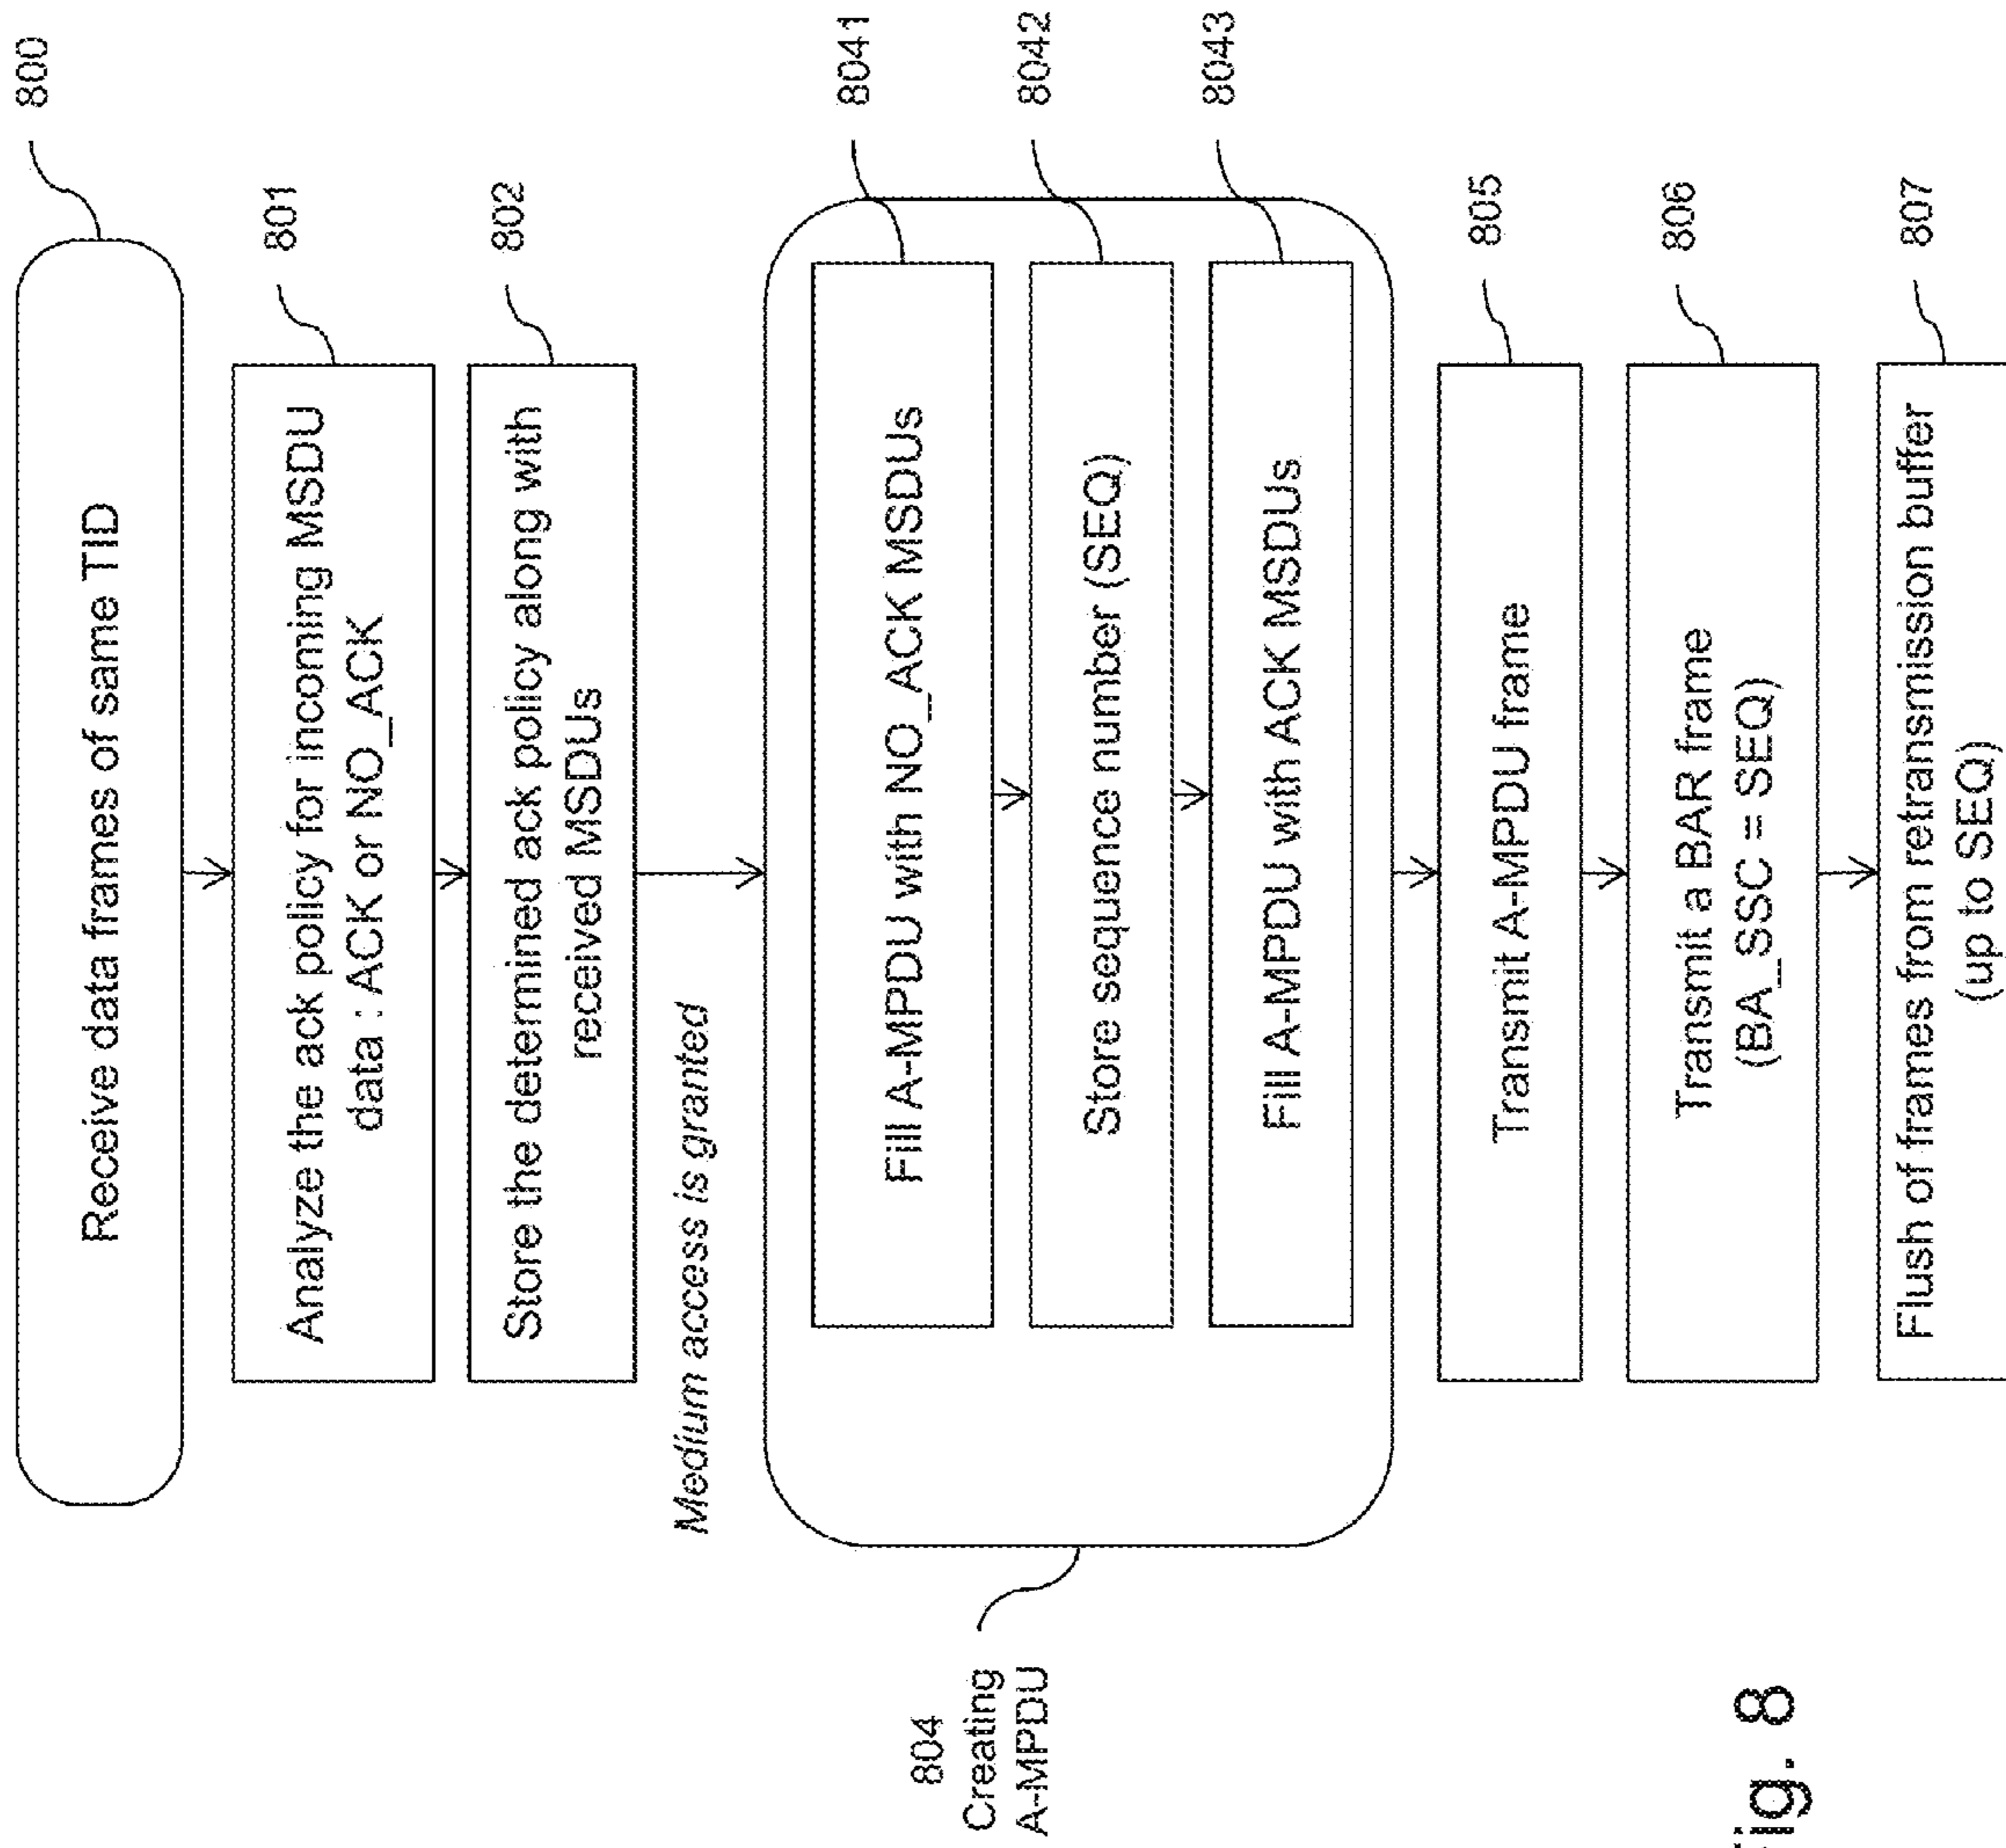 Receive data frames of same TID
800
Analyze the ack policy for incoming MSDU
data : ACK or NO_ACK
801
Store the determined ack policy along with
received MSDUs
802
Medium access is granted
804
Creating
A-MPDU
Fill A-MPDU with NO_ACK MSDUs
8041
Store sequence number (SEQ)
8042
Fill A-MPDU with ACK MSDUs
8043
Transmit A-MPDU frame
805
Transmit a BAR frame
(BA_SSC = SEQ)
806
Flush of frames from retransmission buffer
(up to SEQ)
807
Fig. 8